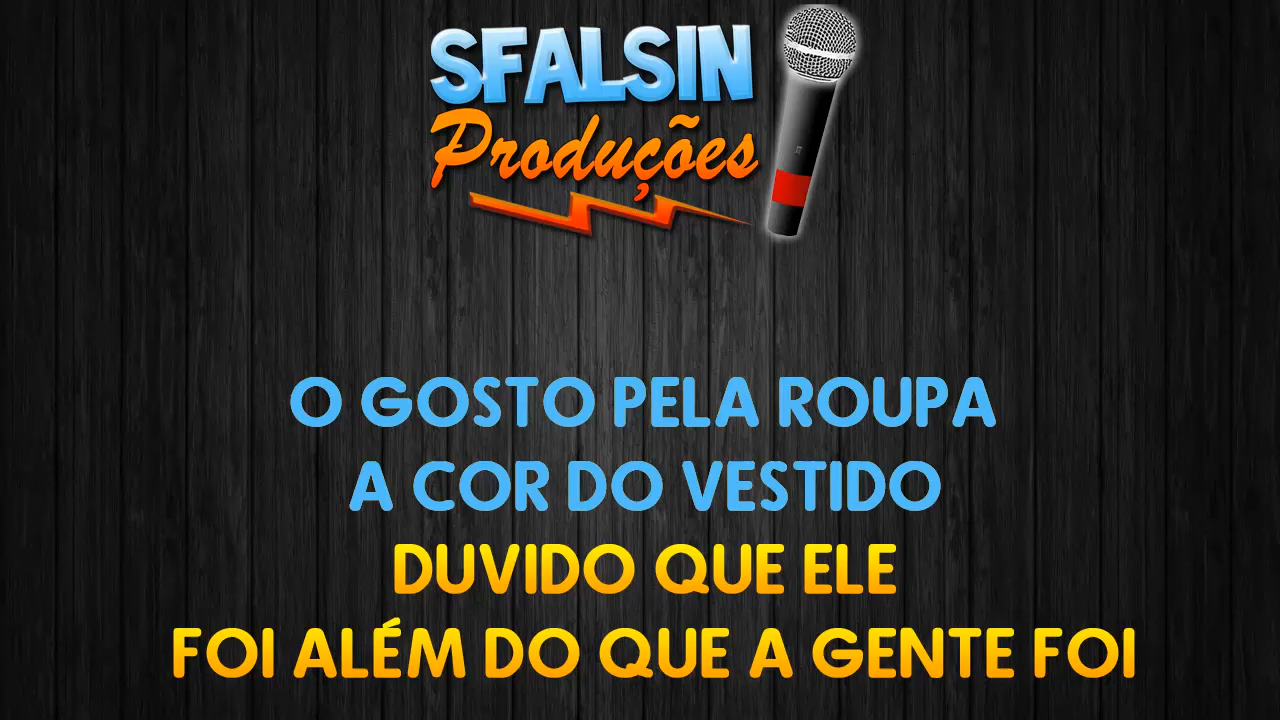 SFALSIN
Produções
O GOSTO PELA ROUPA
A COR DO VESTIDO
DUVIDO QUE ELE
FOI ALÉM DO QUE A GENTE FOI